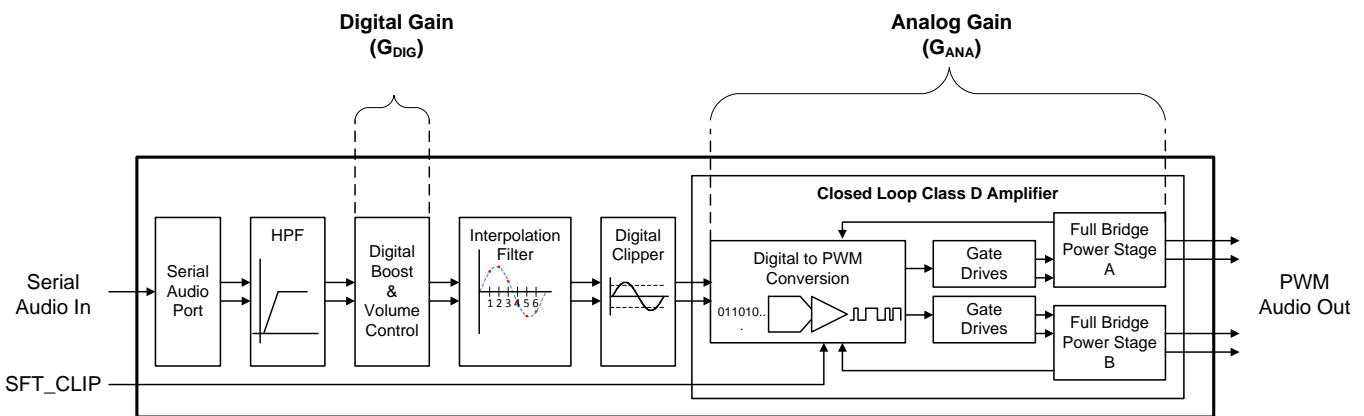 Digital Gain
(GDIG)
Analog Gain
(GANA)
Closed Loop Class D Amplifier
Serial
Audio In
SFT_CLIP
Serial
Audio
Port
HPF
Digital
Boost
&
Volume
Control
Interpolation
Filter
1 2 3 4 5 6
Digital
Clipper
Digital to PWM
Conversion
011010..
.
Gate
Drives
Gate
Drives
Full Bridge
Power Stage
A
Full Bridge
Power Stage
B
PWM
Audio Out